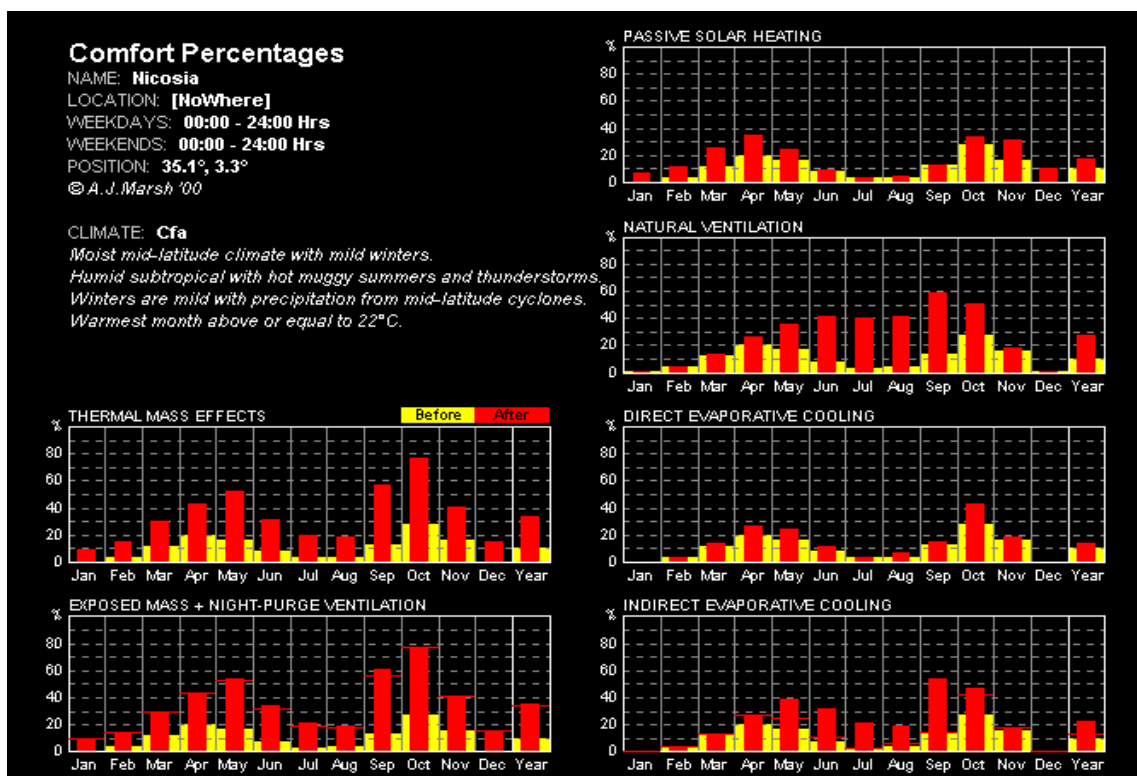 Comfort Percentages
NAME: Nicosia
LOCATION: [NoWhere]
WEEKDAYS: 00:00 - 24:00 Hrs
WEEKENDS: 00:00 - 24:00 Hrs
POSITION: 35.1°, 3.3°
© A.J.Marsh '00
CLIMATE: Cfa
Moist mid-latitude climate with mild winters.
Humid subtropical with hot muggy summers and thunderstorms.
Winters are mild with precipitation from mid-latitude cyclones.
Warmest month above or equal to 22°C.
THERMAL MASS EFFECTS
Before After
%
80
60
40
20
0
Jan Feb Mar Apr May Jun Jul Aug Sep Oct Nov Dec Year
EXPOSED MASS + NIGHT-PURGE VENTILATION
%
80
60
40
20
0
Jan Feb Mar Apr May Jun Jul Aug Sep Oct Nov Dec Year
PASSIVE SOLAR HEATING
%
80
60
40
20
0
Jan Feb Mar Apr May Jun Jul Aug Sep Oct Nov Dec Year
NATURAL VENTILATION
%
80
60
40
20
0
Jan Feb Mar Apr May Jun Jul Aug Sep Oct Nov Dec Year
DIRECT EVAPORATIVE COOLING
%
80
60
40
20
0
Jan Feb Mar Apr May Jun Jul Aug Sep Oct Nov Dec Year
INDIRECT EVAPORATIVE COOLING
%
80
60
40
20
0
Jan Feb Mar Apr May Jun Jul Aug Sep Oct Nov Dec Year